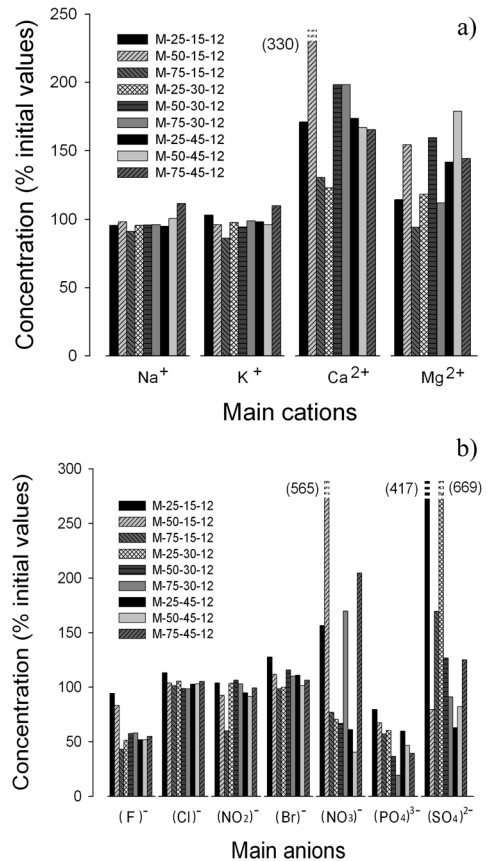 a)
(330)
M-25-15-12
M-50-15-12
M-75-15-12
M-25-30-12
M-50-30-12
M-75-30-12
M-25-45-12
M-50-45-12
M-75-45-12
Concentration (% initial values)
250
200
150
100
50
0
Na+ K+ Ca2+ Mg2+
Main cations
b)
(565) (417) (669)
M-25-15-12
M-50-15-12
M-75-15-12
M-25-30-12
M-50-30-12
M-75-30-12
M-25-45-12
M-50-45-12
M-75-45-12
Concentration (% initial values)
300
250
200
150
100
50
0
(F)- (Cl)- (NO2)- (Br)- (NO3)- (PO4)3- (SO4)2-
Main anions